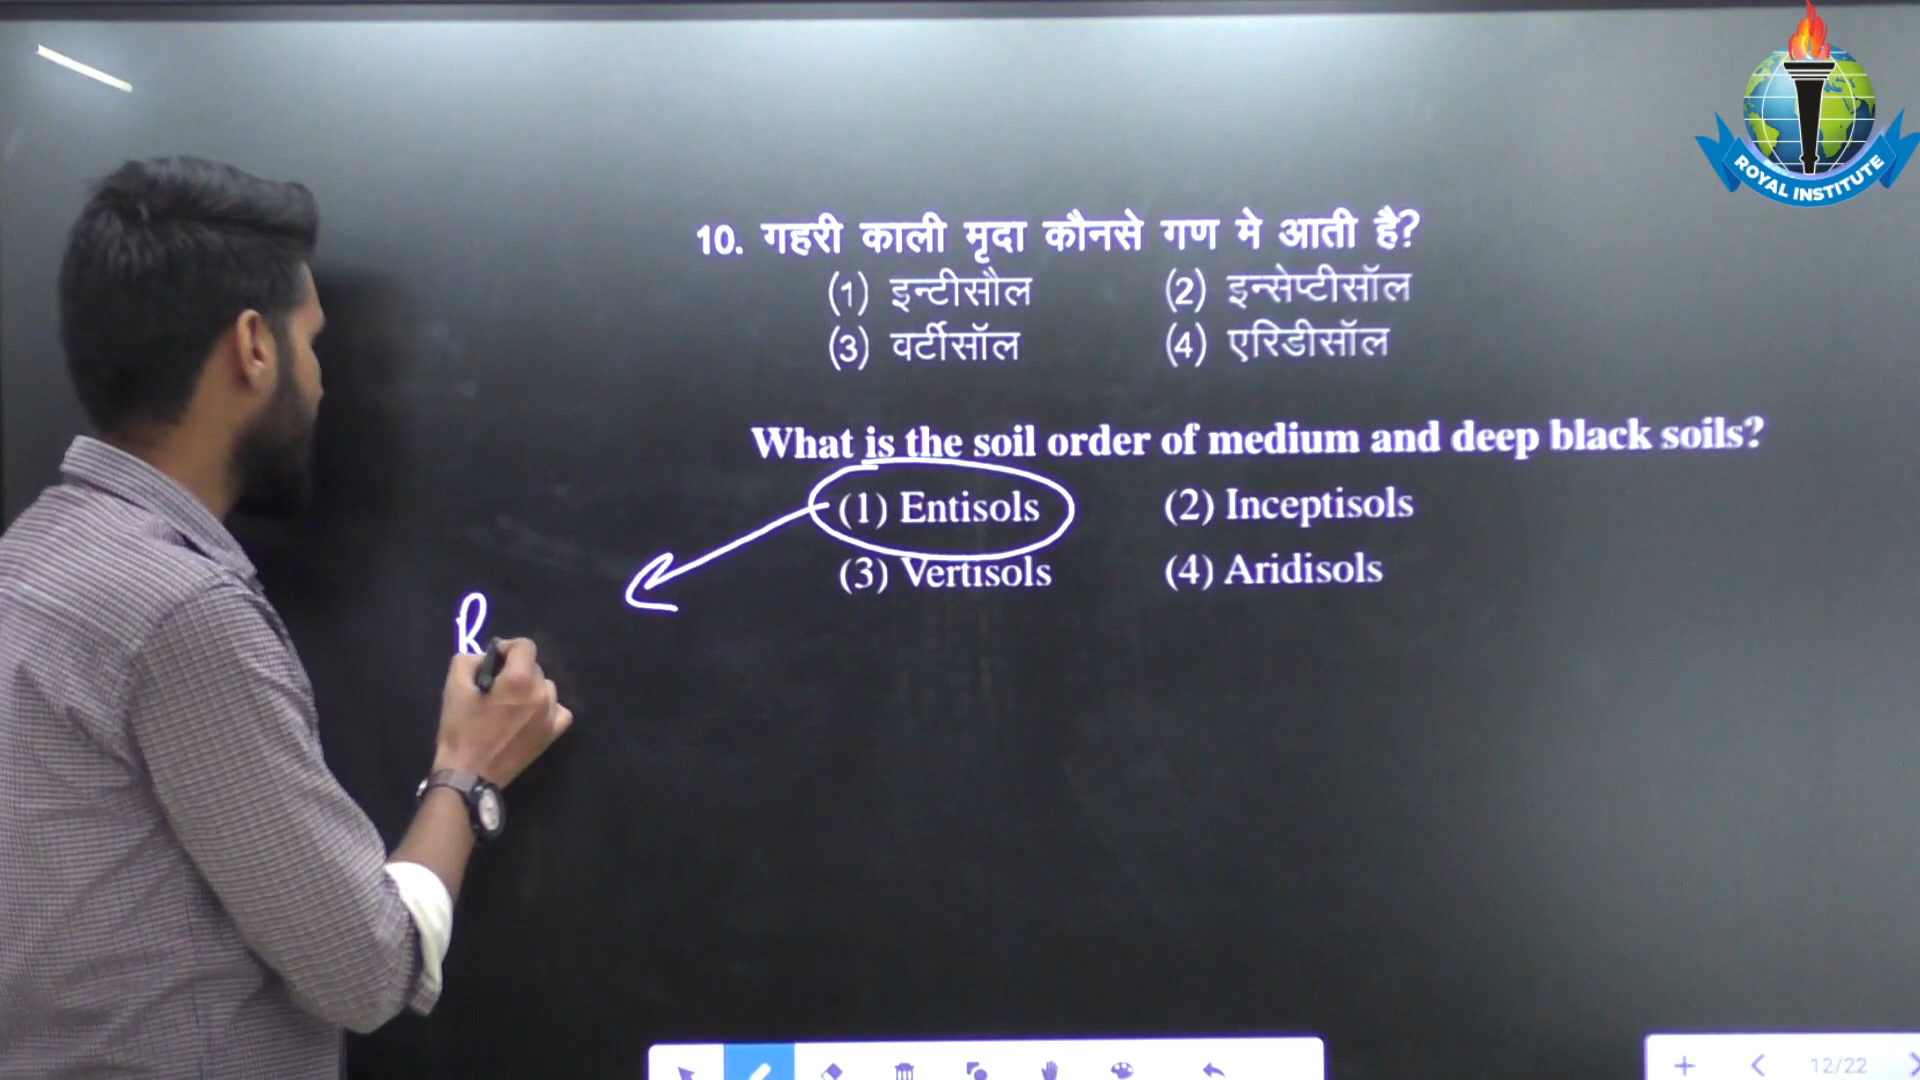 ROYAL INSTITUTE
10. गहरी काली मृदा कौनसे गण मे आती है?
(1) इन्टीसौल (2) इन्सेप्टीसॉल
(3) वर्टीसॉल (4) एरिडीसॉल
What is the soil order of medium and deep black soils?
(1) Entisols (2) Inceptisols
(3) Vertisols (4) Aridisols
R
12/22